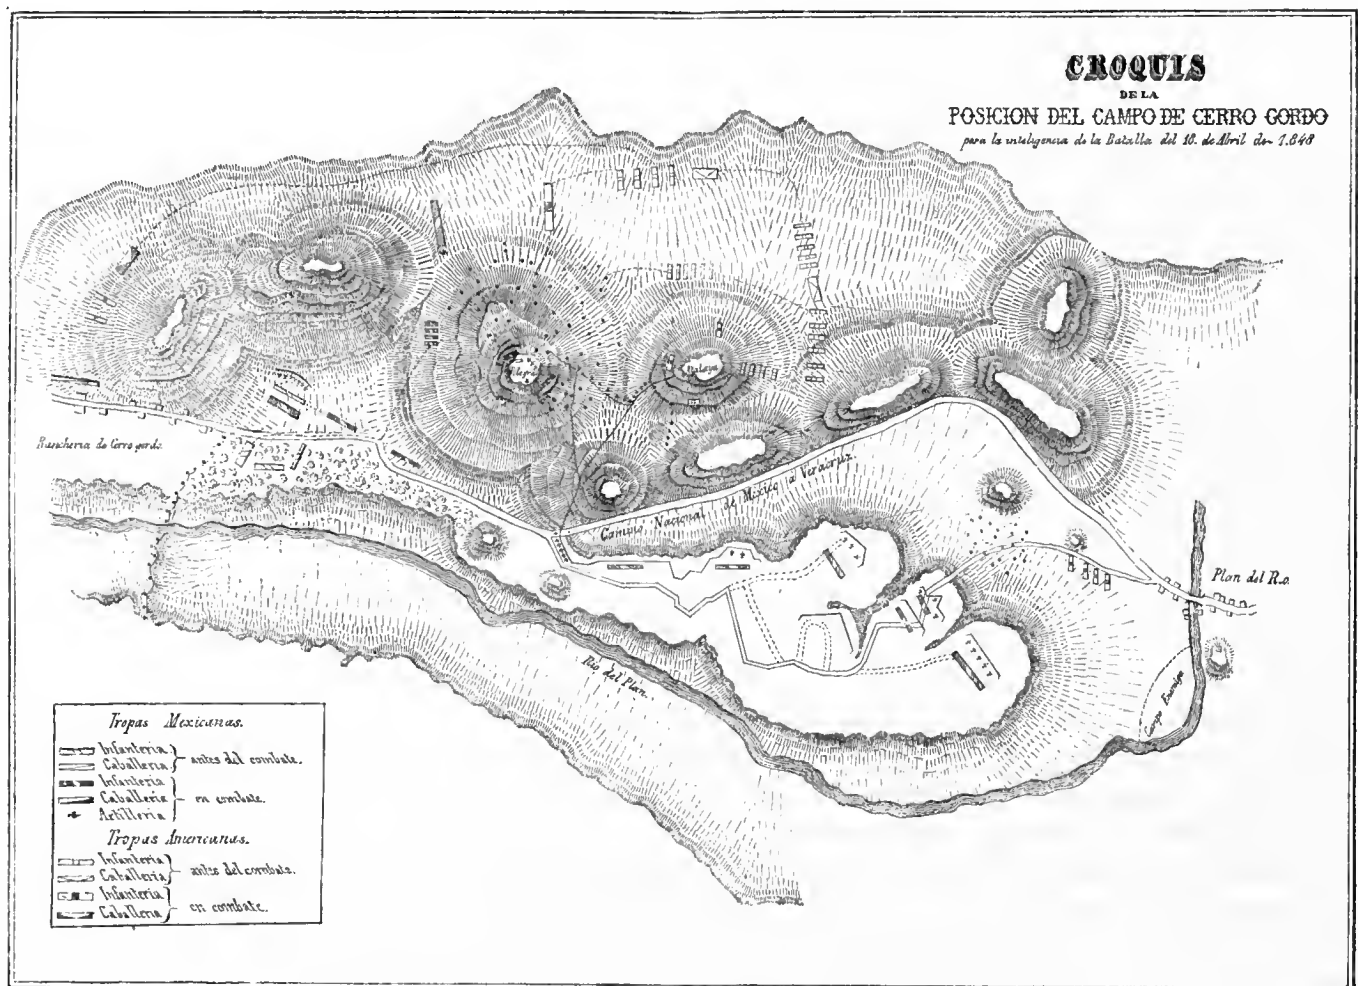 CROQUIS
DE LA
POSICION DEL CAMPO DE CERRO GORDO
para la inteligencia de la Batalla del 18. de Abril de 1.848
Atalaya
Rancheria de Cerro gordo.
Camino Nacional de Mexico a Veracruz.
Plan del R.o.
Rio del Plan.
Campo Enemigo
Tropas Mexicanas.
Infanteria
Caballeria
antes del combate.
Infanteria
Caballeria
Artilleria
en combate.
Tropas Americanas.
Infanteria
Caballeria
antes del combate.
Infanteria
Caballeria
en combate.